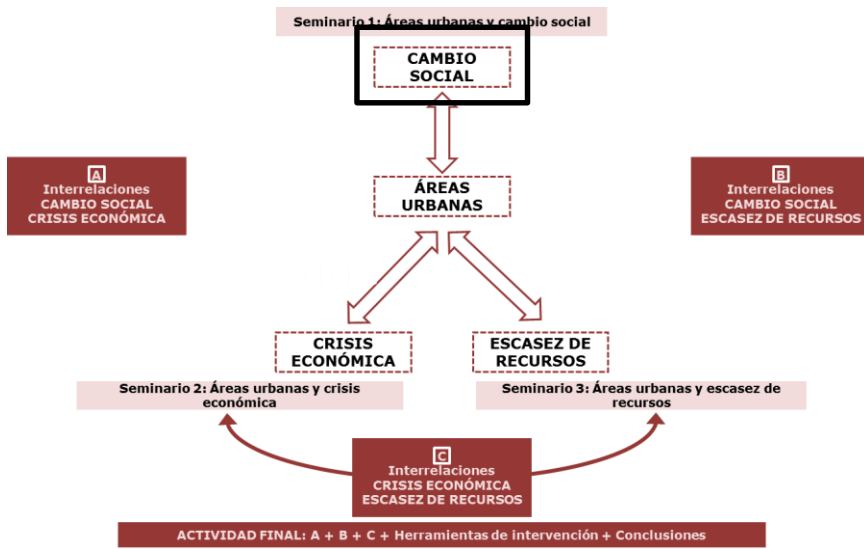 Seminario 1: Áreas urbanas y cambio social
CAMBIO
SOCIAL
A
Interrelaciones
CAMBIO SOCIAL
CRISIS ECONÓMICA
ÁREAS
URBANAS
B
Interrelaciones
CAMBIO SOCIAL
ESCASEZ DE RECURSOS
CRISIS
ECONÓMICA
ESCASEZ DE
RECURSOS
Seminario 2: Áreas urbanas y crisis
económica
Seminario 3: Áreas urbanas y escasez de
recursos
C
Interrelaciones
CRISIS ECONÓMICA
ESCASEZ DE RECURSOS
ACTIVIDAD FINAL: A + B + C + Herramientas de intervención + Conclusiones